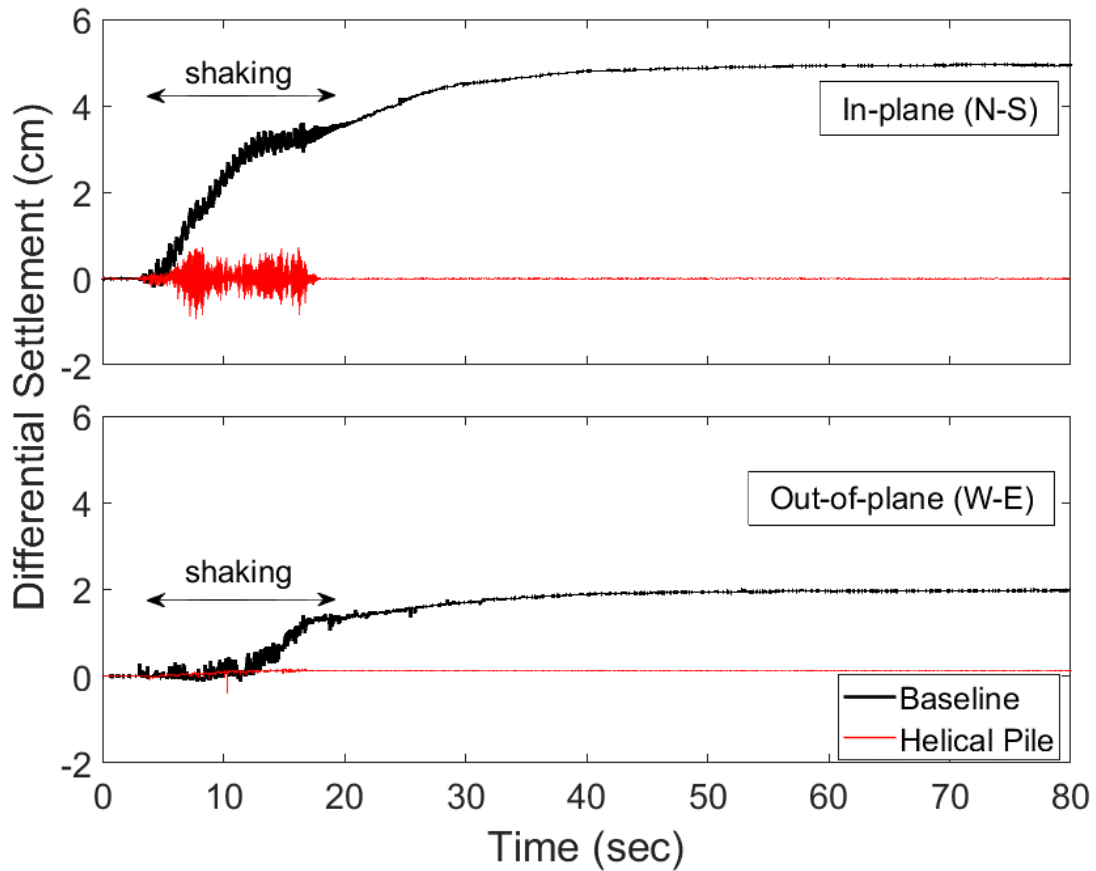 Differential Settlement (cm)
6
4
2
0
-2
shaking
In-plane (N-S)
6
4
2
0
-2
shaking
Out-of-plane (W-E)
Baseline
Helical Pile
0 10 20 30 40 50 60 70 80
Time (sec)